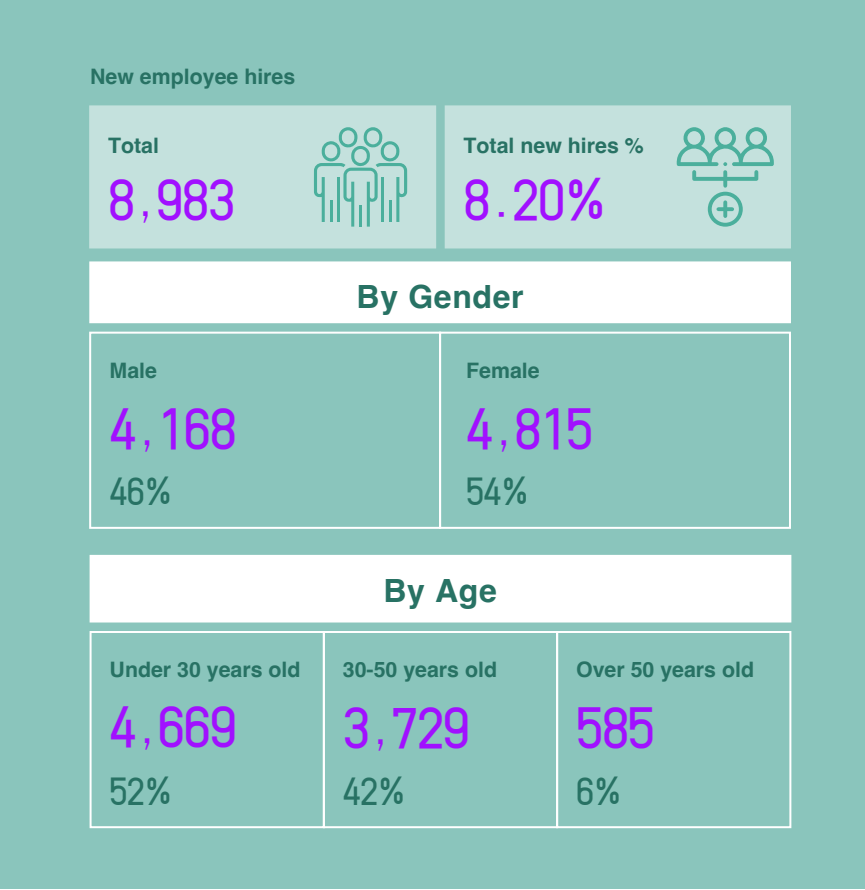 New employee hires
Total
8,983
Total new hires %
8.20%
By Gender
Male
4,168
46%
Female
4,815
54%
By Age
Under 30 years old
4,669
52%
30-50 years old
3,729
42%
Over 50 years old
585
6%